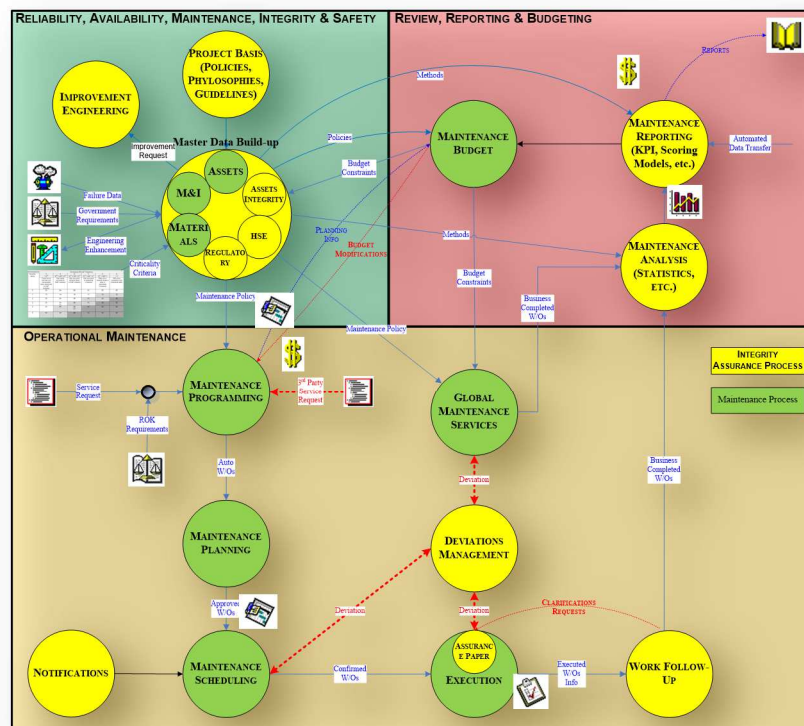 RELIABILITY, AVAILABILITY, MAINTENANCE, INTEGRITY & SAFETY
REVIEW, REPORTING & BUDGETING
PROJECT BASIS
(POLICIES,
PHYLOSOPHIES,
GUIDELINES)
IMPROVEMENT
ENGINEERING
REPORTS
Methods
Master Data Build-up
Improvement
Request
Policies
MAINTENANCE
BUDGET
MAINTENANCE
REPORTING
(KPI, SCORING
MODELS, ETC.)
Automated
Data Transfer
ASSETS
M&I
ASSETS
INTEGRITY
MATERI
ALS
HSE
REGULATO
RY
Budget
Constraints
Failure Data
Government
Requirements
Engineering
Enhancement
Criticality
Criteria
PLANNING
INFO
BUDGET
MODIFICATIONS
Methods
MAINTENANCE
ANALYSIS
(STATISTICS,
ETC.)
Budget
Constraints
Business
Completed
W/Os
Maintenance Policy
Maintenance Policy
OPERATIONAL MAINTENANCE
INTEGRITY
ASSURANCE PROCESS
Maintenance Process
Service
Request
MAINTENANCE
PROGRAMMING
3rd Party
Service
Request
GLOBAL
MAINTENANCE
SERVICES
ROK
Requirements
Auto
W/Os
Business
Completed
W/Os
Deviation
MAINTENANCE
PLANNING
DEVIATIONS
MANAGEMENT
Approved
W/Os
Deviation
Deviation
CLARIFICATIONS
REQUESTS
NOTIFICATIONS
MAINTENANCE
SCHEDULING
Confirmed
W/Os
ASSURANC
E PAPER
EXECUTION
Executed
W/Os
Info
WORK FOLLOW-
UP